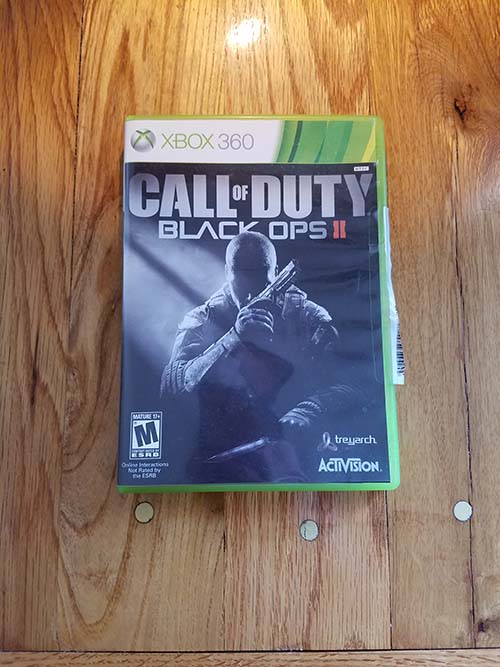 XBOX 360
CALL OF DUTY
BLACK OPS II
MATURE 17+
M
ESRB
Online Interactions
Not Rated by
the ESRB
treyarch
ACTIVISION